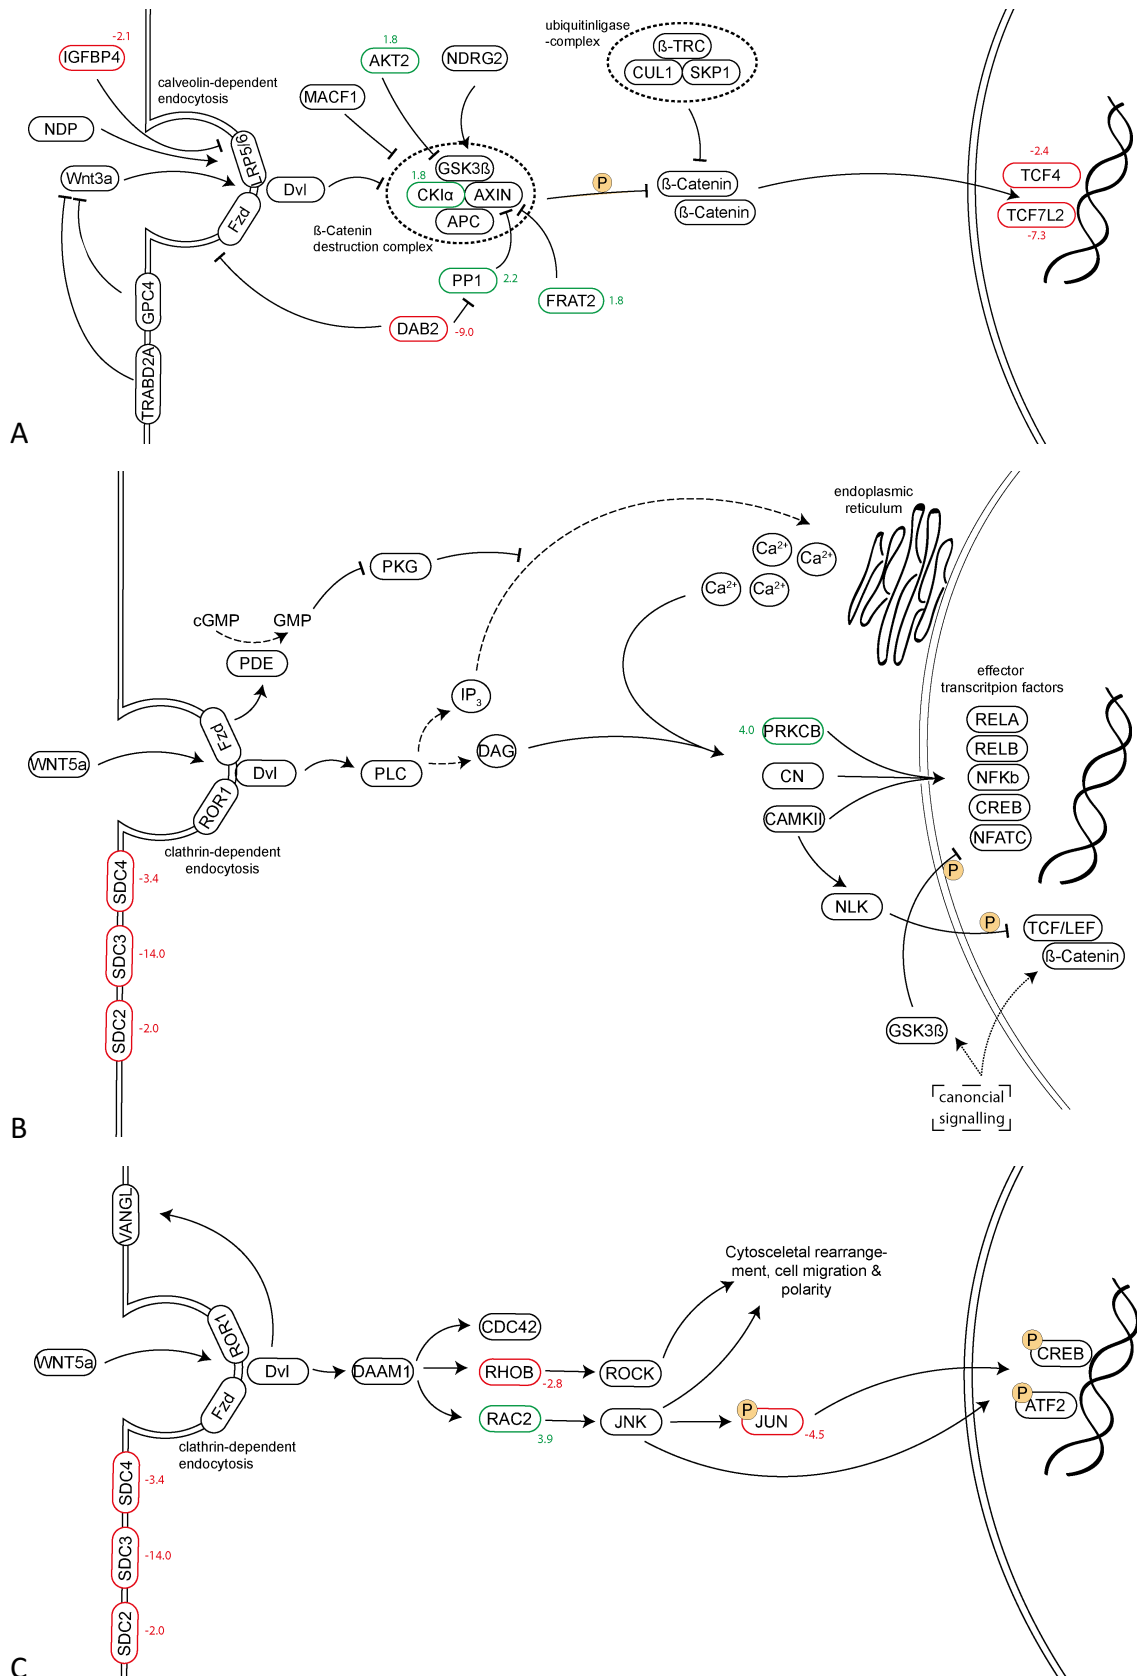 -2.1
IGFBP4
calveolin-dependent
endocytosis
NDP
Wnt3a
LRP5/6
Fzd
Dvl
GPC4
TRABD2A
MACF1
1.8
AKT2
NDRG2
GSK3ß
1.8
CKIα
AXIN
APC
ß-Catenin
destruction complex
PP1
2.2
DAB2
-9.0
FRAT2
1.8
ubiquitinligase
-complex
ß-TRC
CUL1
SKP1
P
ß-Catenin
ß-Catenin
-2.4
TCF4
TCF7L2
-7.3
A
endoplasmic
reticulum
Ca2+
Ca2+
Ca2+
Ca2+
PKG
cGMP
GMP
PDE
IP3
DAG
Fzd
WNT5a
Dvl
PLC
ROR1
clathrin-dependent
endocytosis
SDC4
-3.4
SDC3
-14.0
SDC2
-2.0
4.0
PRKCB
CN
CAMKII
NLK
effector
transcritpion factors
RELA
RELB
NFKb
CREB
NFATC
P
P
TCF/LEF
ß-Catenin
GSK3ß
canoncial
signalling
B
VANGL
ROR1
WNT5a
Dvl
Fzd
clathrin-dependent
endocytosis
SDC4
-3.4
SDC3
-14.0
SDC2
-2.0
DAAM1
CDC42
RHOB
-2.8
RAC2
3.9
ROCK
JNK
Cytosceletal rearrange-
ment, cell migration &
polarity
P
JUN
-4.5
P
CREB
P
ATF2
C